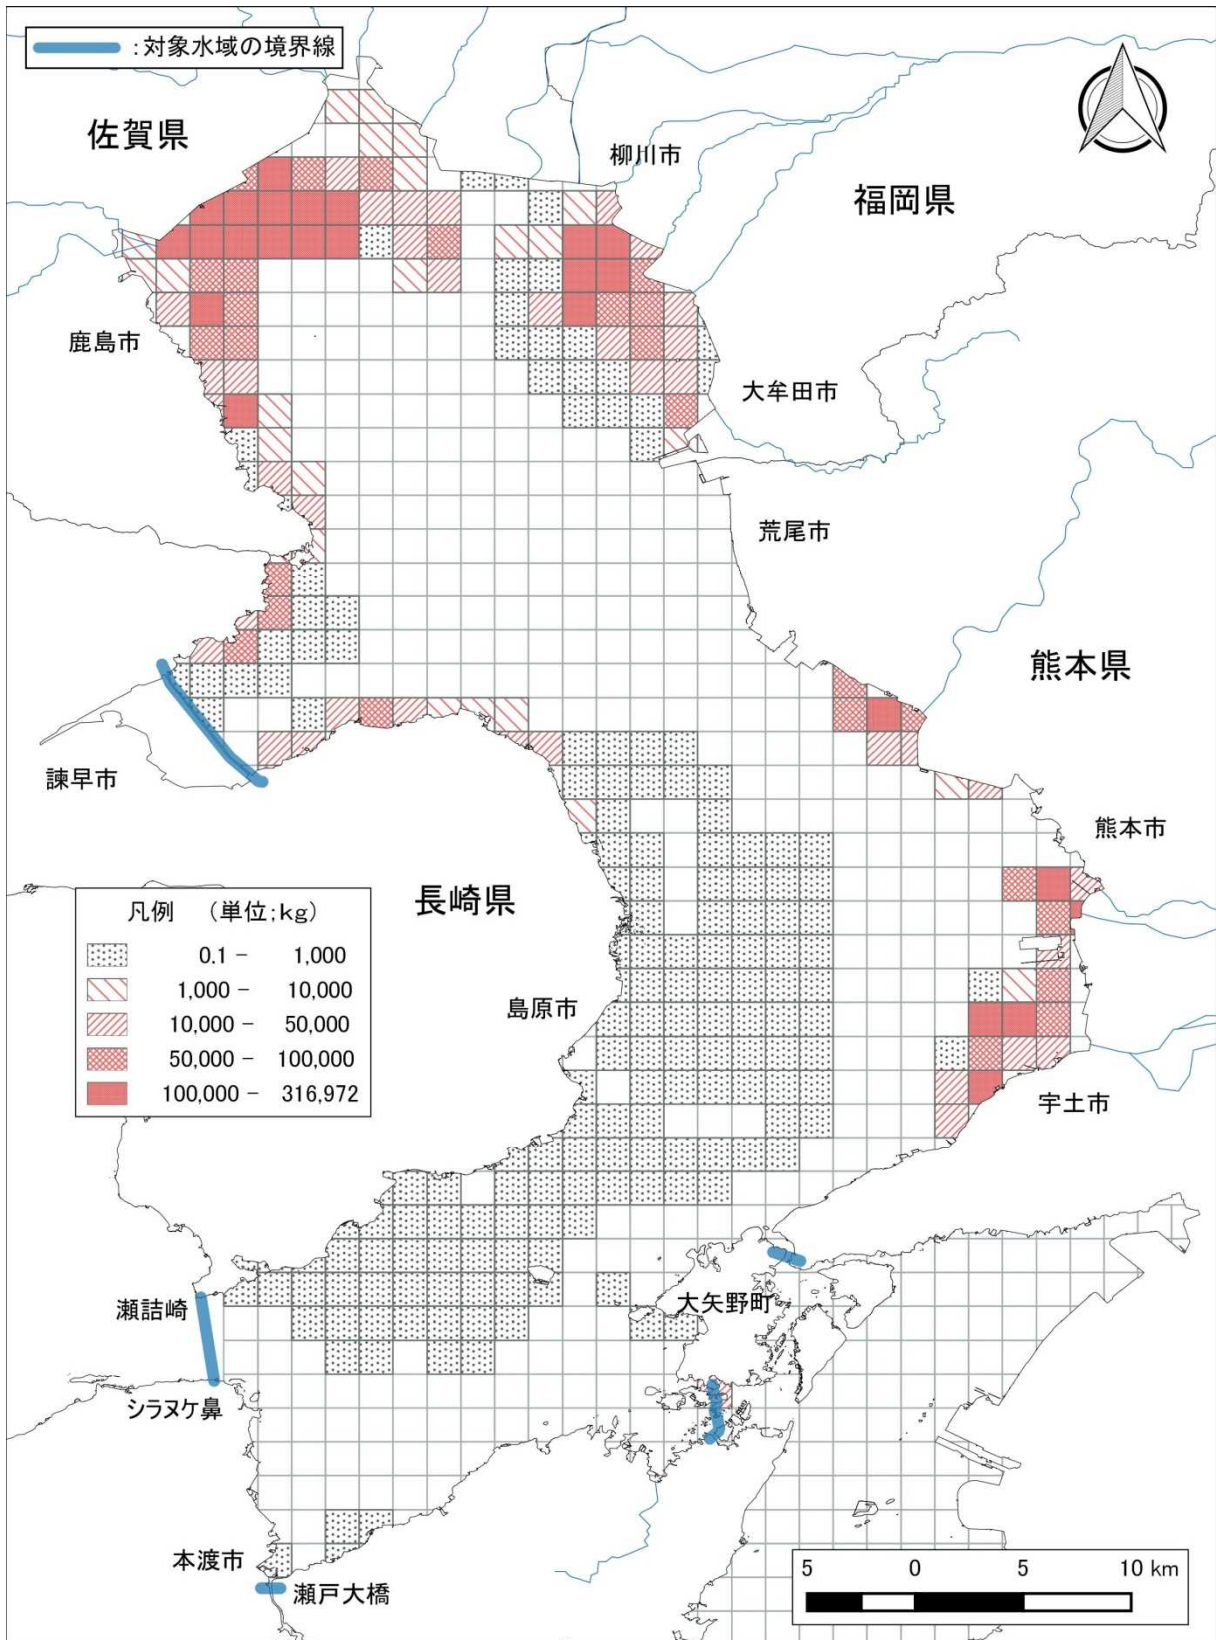 :対象水域の境界線
佐賀県
柳川市
福岡県
鹿島市
大牟田市
荒尾市
熊本県
諫早市
熊本市
長崎県
凡例 (単位;kg)
0.1 - 1,000
1,000 - 10,000
10,000 - 50,000
50,000 - 100,000
100,000 - 316,972
島原市
宇土市
瀬詰崎
大矢野町
シラヌケ鼻
本渡市
瀬戸大橋
5 0 5 10 km